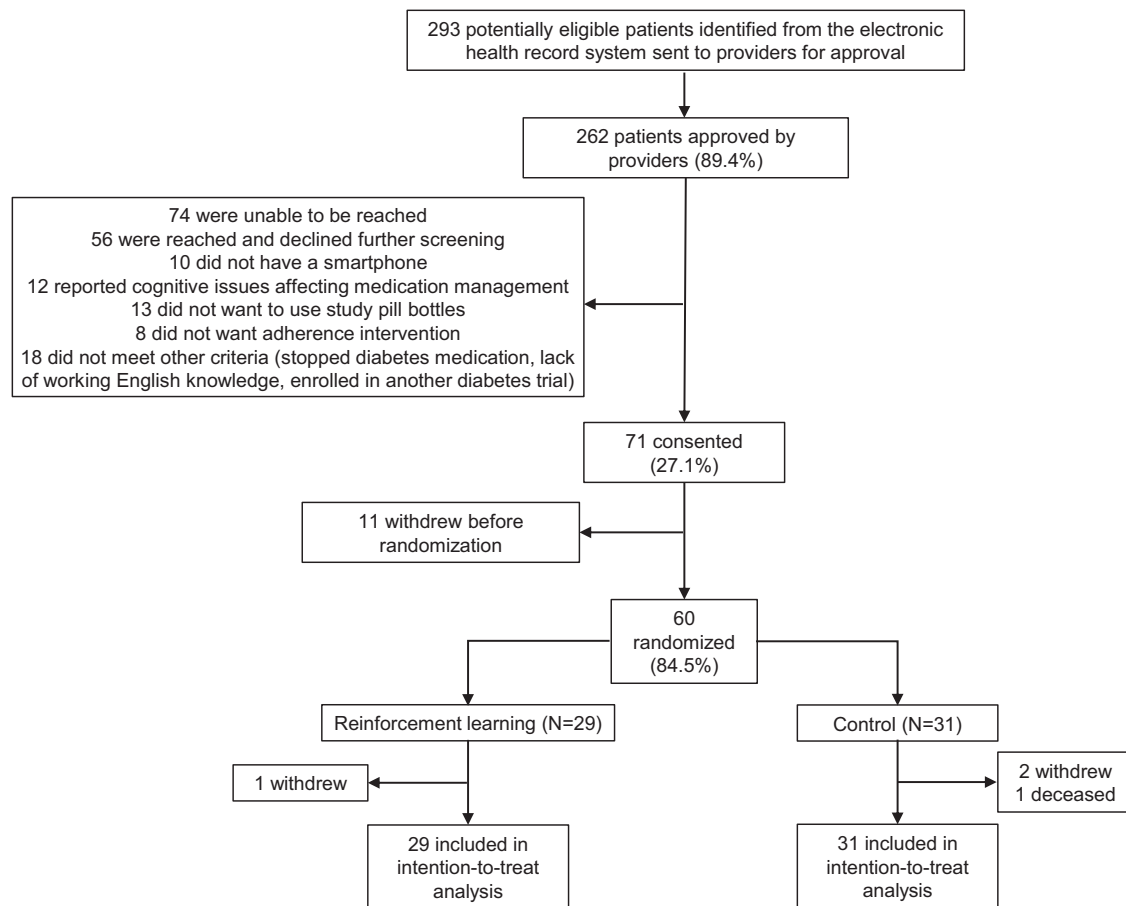 293 potentially eligible patients identified from the electronic
health record system sent to providers for approval
262 patients approved by
providers (89.4%)
74 were unable to be reached
56 were reached and declined further screening
10 did not have a smartphone
12 reported cognitive issues affecting medication management
13 did not want to use study pill bottles
8 did not want adherence intervention
18 did not meet other criteria (stopped diabetes medication, lack
of working English knowledge, enrolled in another diabetes trial)
71 consented
(27.1%)
11 withdrew before
randomization
60
randomized
(84.5%)
Reinforcement learning (N=29)
Control (N=31)
1 withdrew
2 withdrew
1 deceased
29 included in
intention-to-treat
analysis
31 included in
intention-to-treat
analysis